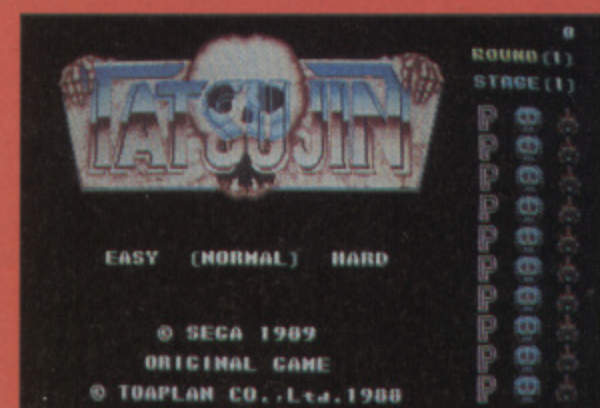 0
ROUND(1)
STAGE(1)
TATSUJIN
P
P
P
P
P
P
P
P
P
P
EASY (NORMAL) HARD
© SEGA 1989
ORIGINAL GAME
© TOAPLAN CO.,Ltd.1988